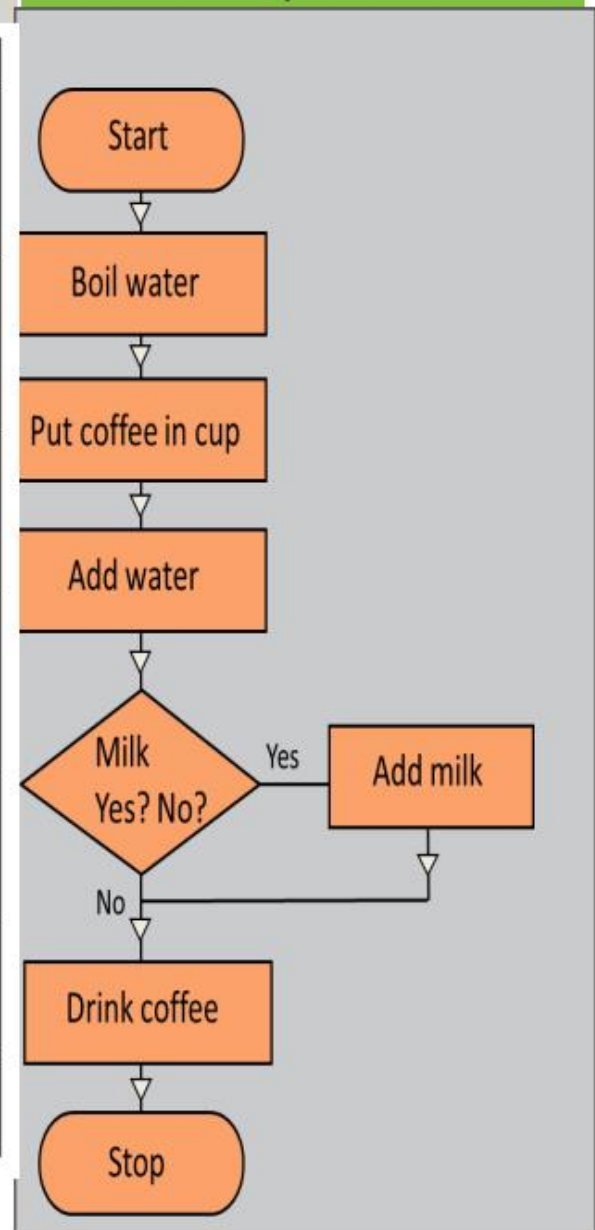 Start
Boil water
Put coffee in cup
Add water
Milk
Yes? No?
Yes
Add milk
No
Drink coffee
Stop